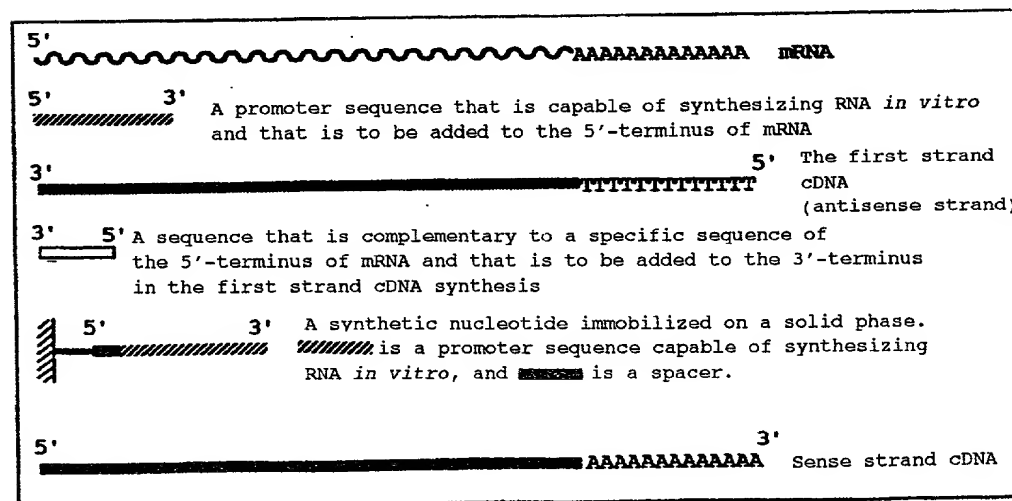 5'
AAAAAAAAAAAAA mRNA
5' 3'
A promoter sequence that is capable of synthesizing RNA in vitro
and that is to be added to the 5'-terminus of mRNA
3' 5'
TTTTTTTTTTTTT
The first strand
cDNA
(antisense strand)
3' 5'
A sequence that is complementary to a specific sequence of
the 5'-terminus of mRNA and that is to be added to the 3'-terminus
in the first strand cDNA synthesis
5' 3'
A synthetic nucleotide immobilized on a solid phase.
is a promoter sequence capable of synthesizing
RNA in vitro, and is a spacer.
5' 3'
AAAAAAAAAAAAA Sense strand cDNA